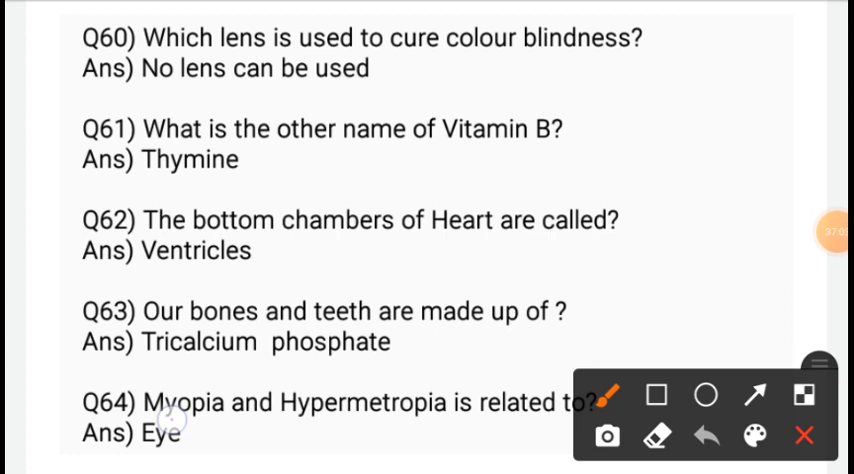 Q60) Which lens is used to cure colour blindness?
Ans) No lens can be used
Q61) What is the other name of Vitamin B?
Ans) Thymine
Q62) The bottom chambers of Heart are called?
Ans) Ventricles
Q63) Our bones and teeth are made up of ?
Ans) Tricalcium phosphate
Q64) Myopia and Hypermetropia is related to?
Ans) Eye